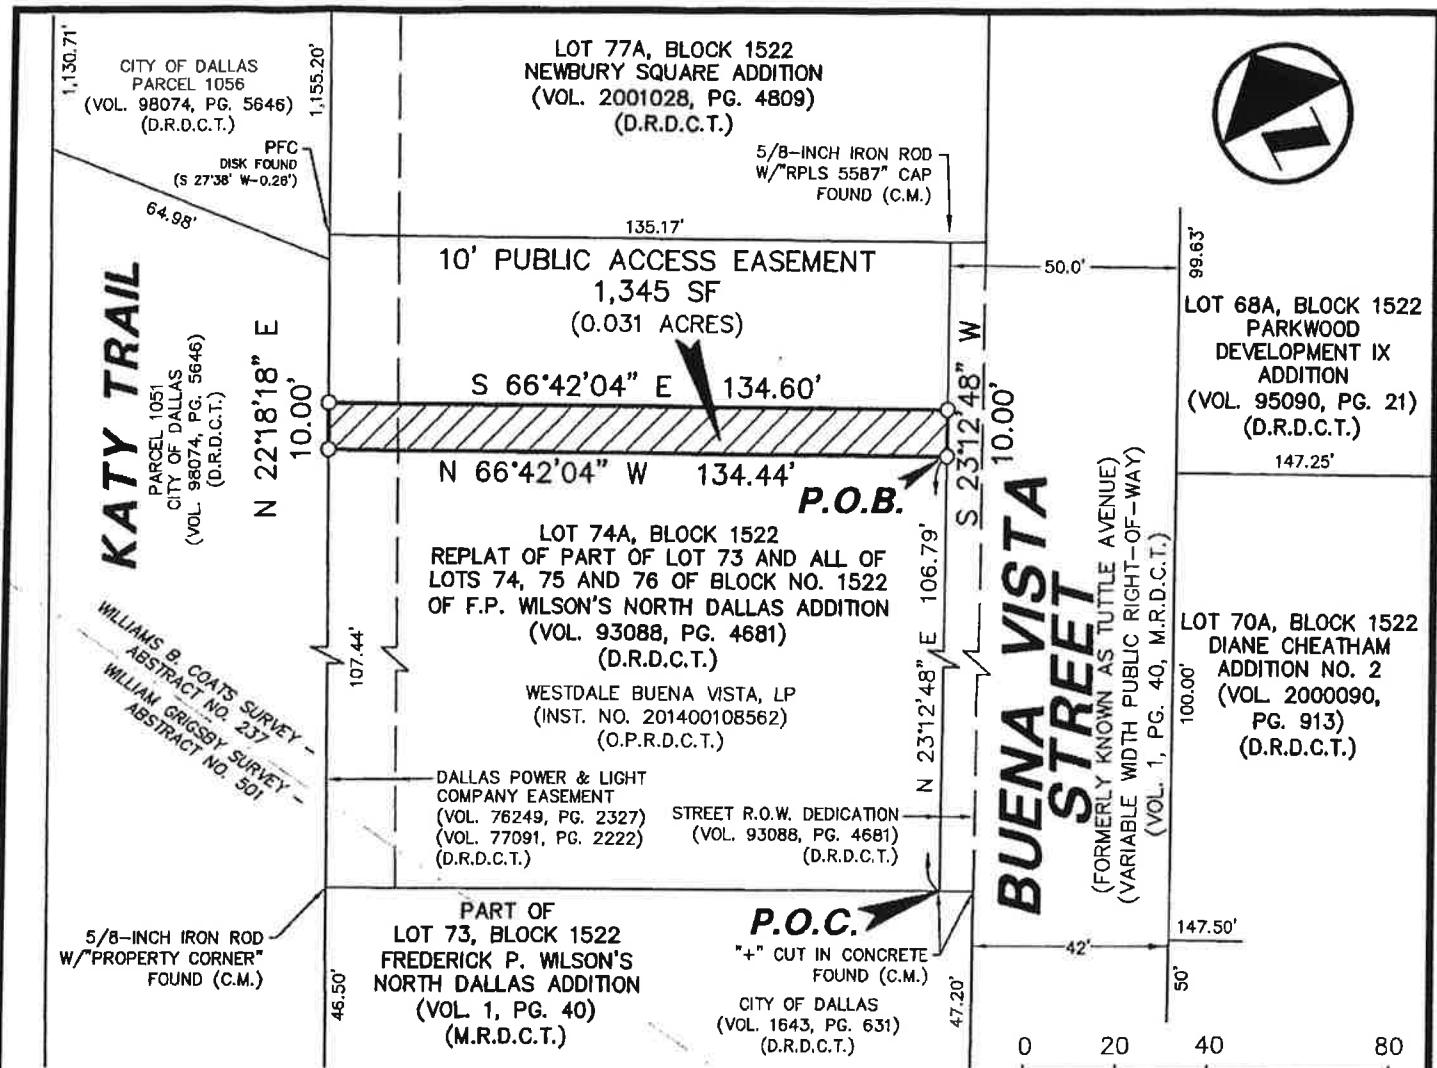 1,130.71'
CITY OF DALLAS
PARCEL 1056
(VOL. 98074, PG. 5646)
(D.R.D.C.T.)
1,155.20'
PFC
DISK FOUND
(S 27°38' W-0.26')
64.98'
LOT 77A, BLOCK 1522
NEWBURY SQUARE ADDITION
(VOL. 2001028, PG. 4809)
(D.R.D.C.T.)
5/8-INCH IRON ROD
W/"RPLS 5587" CAP
FOUND (C.M.)
135.17'
10' PUBLIC ACCESS EASEMENT
1,345 SF
(0.031 ACRES)
50.0'
99.63'
LOT 68A, BLOCK 1522
PARKWOOD
DEVELOPMENT IX
ADDITION
(VOL. 95090, PG. 21)
(D.R.D.C.T.)
147.25'
KATY TRAIL
PARCEL 1051
CITY OF DALLAS
(VOL. 98074, PG. 5646)
(D.R.D.C.T.)
N 22°18'18" E
10.00'
S 66°42'04" E 134.60'
N 66°42'04" W 134.44'
S 23°12'48" W
10.00'
P.O.B.
LOT 74A, BLOCK 1522
REPLAT OF PART OF LOT 73 AND ALL OF
LOTS 74, 75 AND 76 OF BLOCK NO. 1522
OF F.P. WILSON'S NORTH DALLAS ADDITION
(VOL. 93088, PG. 4681)
(D.R.D.C.T.)
WESTDALE BUENA VISTA, LP
(INST. NO. 201400108562)
(O.P.R.D.C.T.)
107.44'
N 23°12'48" E 106.79'
BUENA VISTA
STREET
(FORMERLY KNOWN AS TUTTLE AVENUE)
(VARIABLE WIDTH PUBLIC RIGHT-OF-WAY)
(VOL. 1, PG. 40, M.R.D.C.T.)
LOT 70A, BLOCK 1522
DIANE CHEATHAM
ADDITION NO. 2
(VOL. 2000090,
PG. 913)
(D.R.D.C.T.)
100.00'
WILLIAMS B. COATS SURVEY -
ABSTRACT NO. 237
WILLIAM GRIGSBY SURVEY -
ABSTRACT NO. 501
DALLAS POWER & LIGHT
COMPANY EASEMENT
(VOL. 76249, PG. 2327)
(VOL. 77091, PG. 2222)
(D.R.D.C.T.)
STREET R.O.W. DEDICATION
(VOL. 93088, PG. 4681)
(D.R.D.C.T.)
5/8-INCH IRON ROD
W/"PROPERTY CORNER"
FOUND (C.M.)
46.50'
PART OF
LOT 73, BLOCK 1522
FREDERICK P. WILSON'S
NORTH DALLAS ADDITION
(VOL. 1, PG. 40)
(M.R.D.C.T.)
P.O.C.
"+" CUT IN CONCRETE
FOUND (C.M.)
CITY OF DALLAS
(VOL. 1643, PG. 631)
(D.R.D.C.T.)
47.20'
42'
147.50'
50'
0 20 40 80